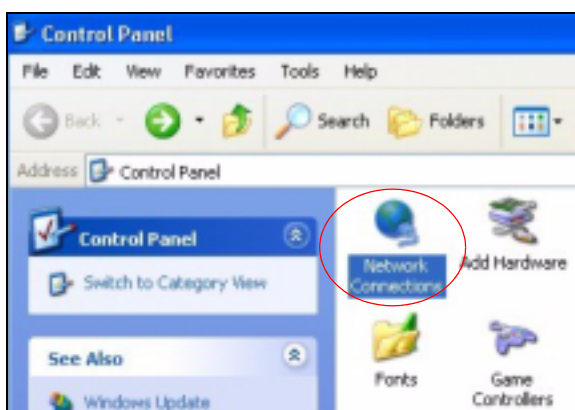 Control Panel
File Edit View Favorites Tools Help
Back Search Folders
Address Control Panel
Control Panel
Switch to Category View
See Also
Windows Update
Network
Connections
Add Hardware
Fonts
Game
Controllers